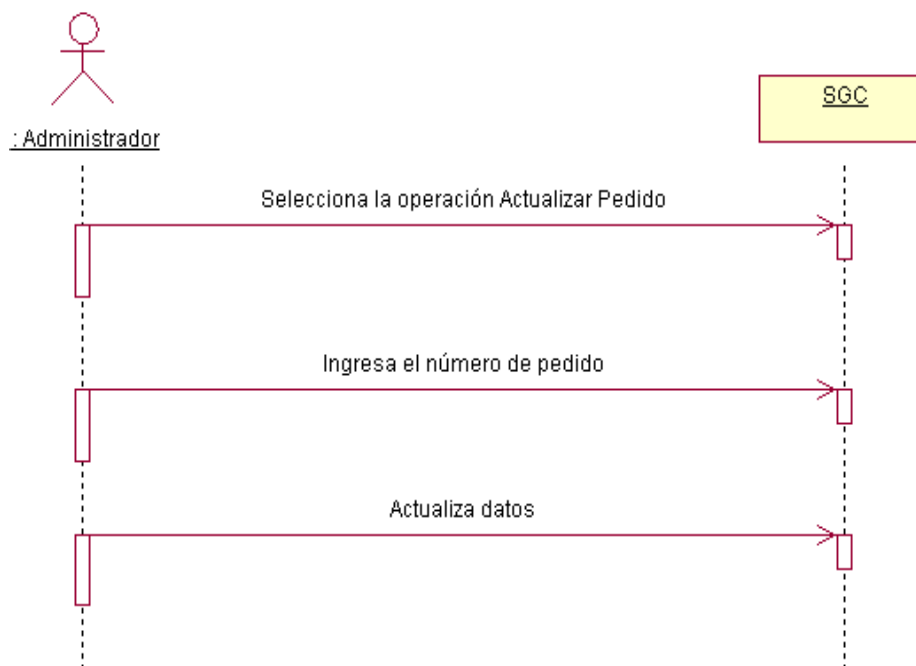 : Administrador
SGC
Selecciona la operación Actualizar Pedido
Ingresa el número de pedido
Actualiza datos